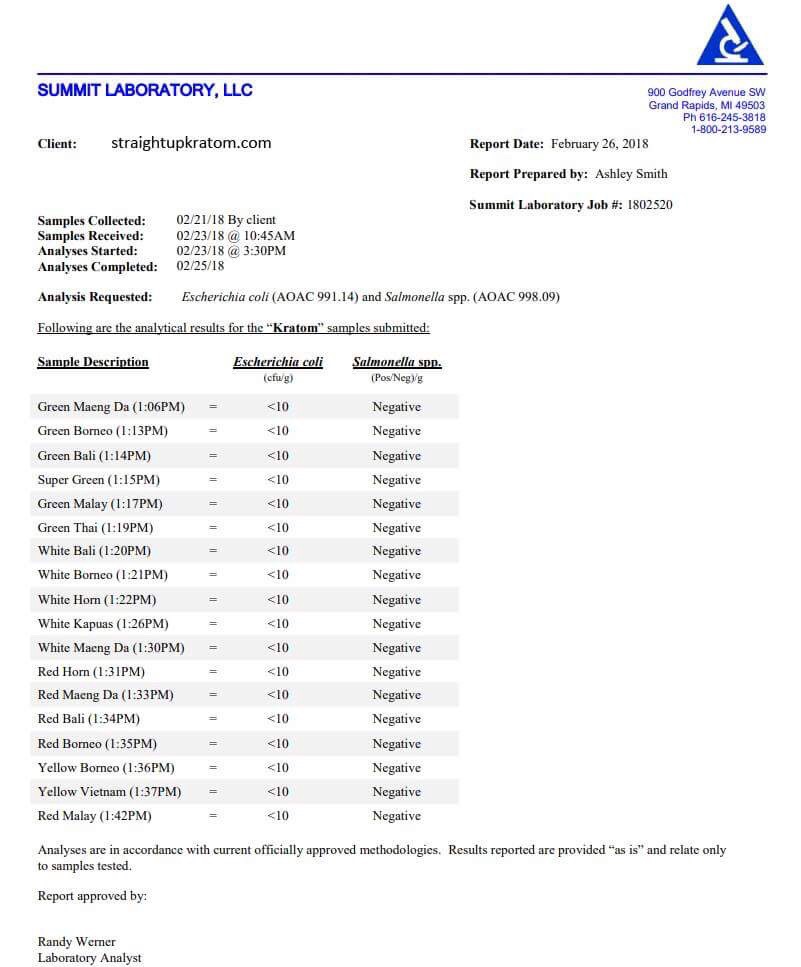 SUMMIT LABORATORY, LLC
900 Godfrey Avenue SW
Grand Rapids, MI 49503
Ph 616-245-3818
1-800-213-9589
Client: straightupkratom.com
Report Date: February 26, 2018
Report Prepared by: Ashley Smith
Summit Laboratory Job #: 1802520
Samples Collected: 02/21/18 By client
Samples Received: 02/23/18 @ 10:45AM
Analyses Started: 02/23/18 @ 3:30PM
Analyses Completed: 02/25/18
Analysis Requested: Escherichia coli (AOAC 991.14) and Salmonella spp. (AOAC 998.09)
Following are the analytical results for the “Kratom” samples submitted:
Sample Description Escherichia coli Salmonella spp.
(cfu/g) (Pos/Neg)/g
Green Maeng Da (1:06PM) = <10 Negative
Green Borneo (1:13PM) = <10 Negative
Green Bali (1:14PM) = <10 Negative
Super Green (1:15PM) = <10 Negative
Green Malay (1:17PM) = <10 Negative
Green Thai (1:19PM) = <10 Negative
White Bali (1:20PM) = <10 Negative
White Borneo (1:21PM) = <10 Negative
White Horn (1:22PM) = <10 Negative
White Kapuas (1:26PM) = <10 Negative
White Maeng Da (1:30PM) = <10 Negative
Red Horn (1:31PM) = <10 Negative
Red Maeng Da (1:33PM) = <10 Negative
Red Bali (1:34PM) = <10 Negative
Red Borneo (1:35PM) = <10 Negative
Yellow Borneo (1:36PM) = <10 Negative
Yellow Vietnam (1:37PM) = <10 Negative
Red Malay (1:42PM) = <10 Negative
Analyses are in accordance with current officially approved methodologies. Results reported are provided “as is” and relate only
to samples tested.
Report approved by:
Randy Werner
Laboratory Analyst